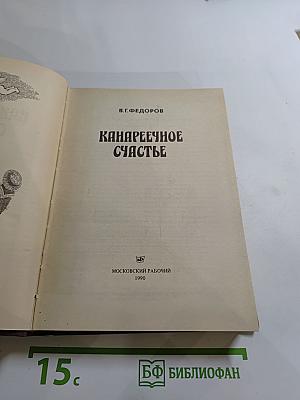 В.Г.ФЕДОРОВ
КАНАРЕЕЧНОЕ
СЧАСТЬЕ
МОСКОВСКИЙ РАБОЧИЙ
1990
15с
БФ БИБЛИОФАН